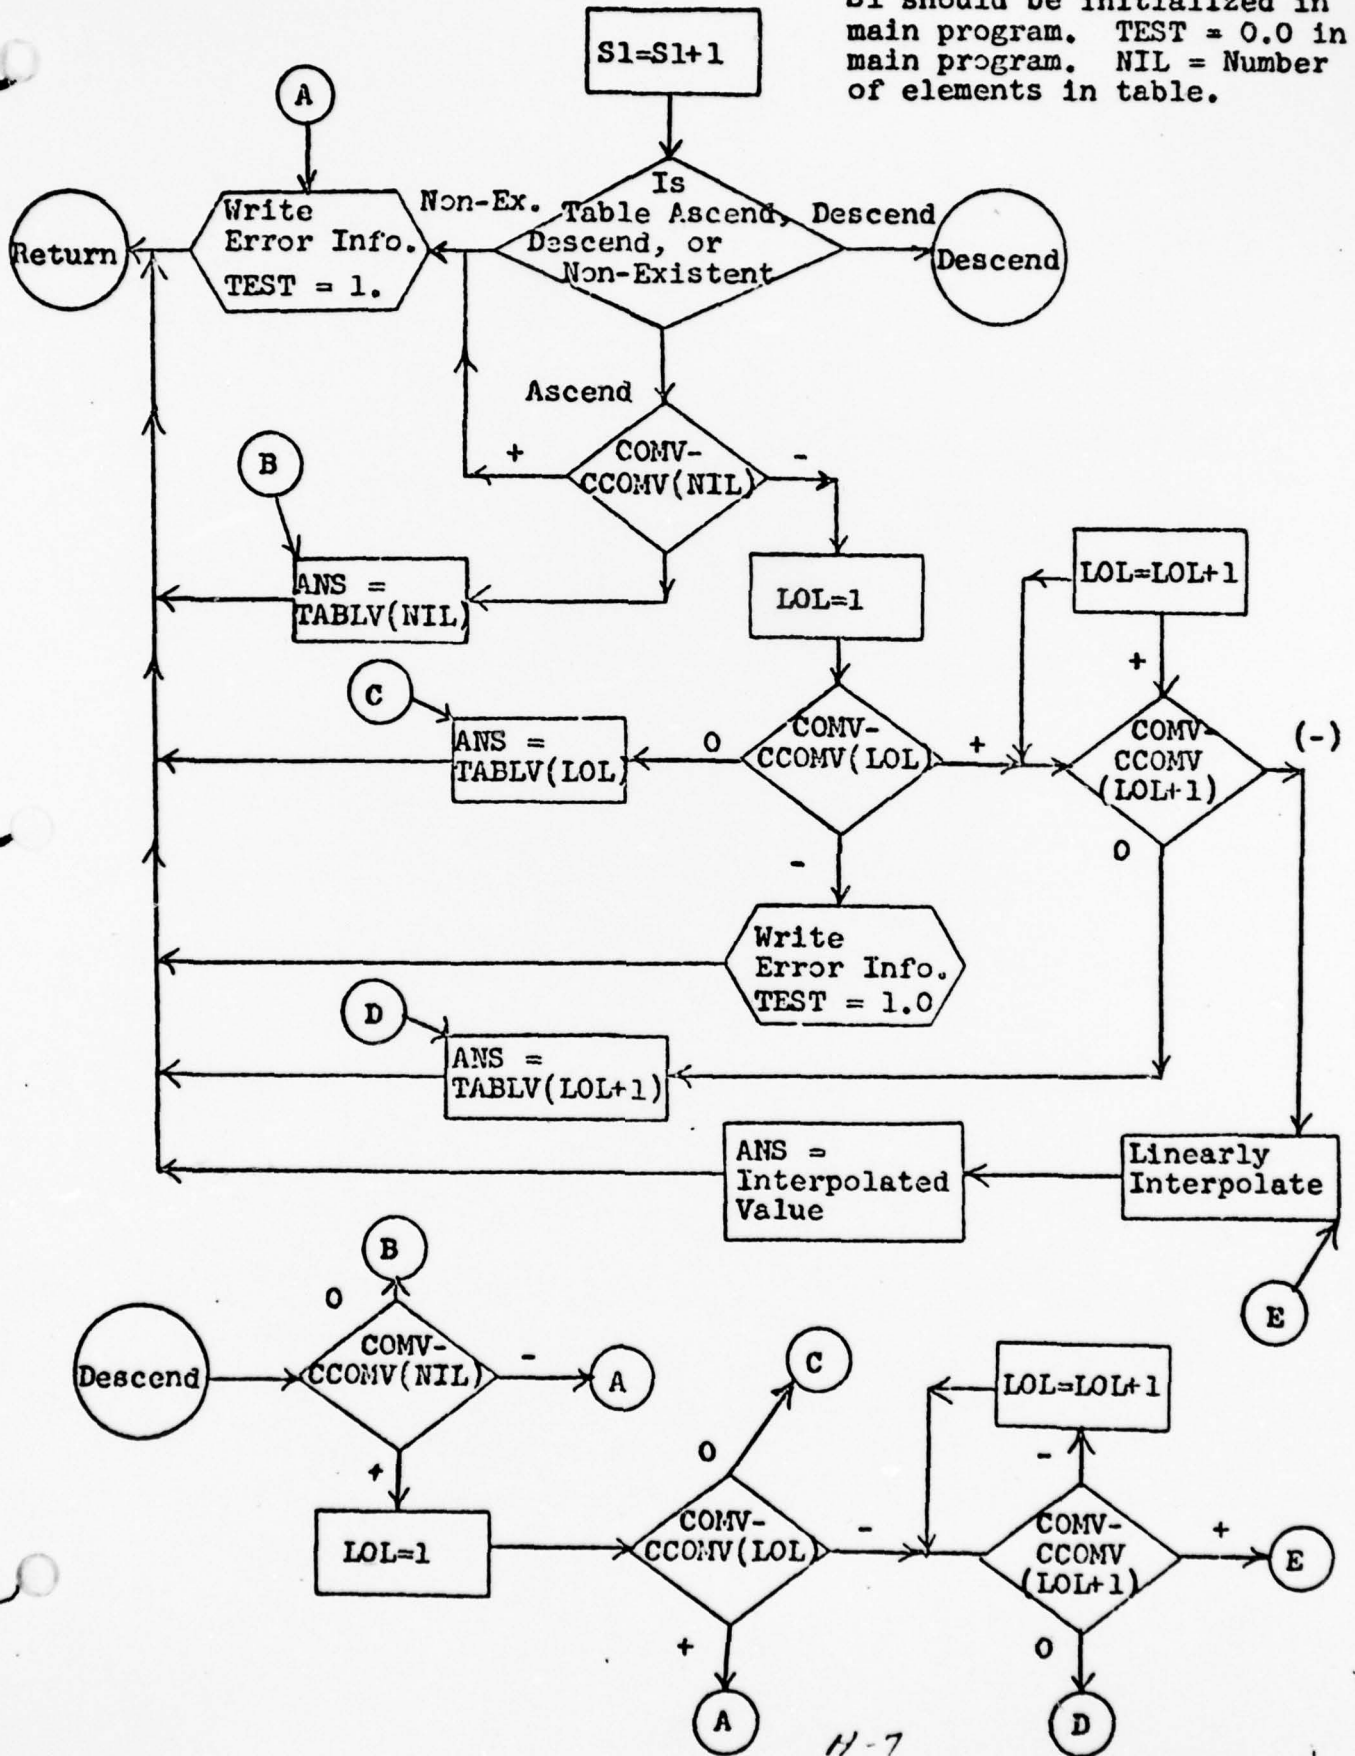 S1 should be initialized in
main program. TEST = 0.0 in
main program. NIL = Number
of elements in table.
S1=S1+1
A
Return
Write
Error Info.
TEST = 1.
Non-Ex.
Is
Table Ascend,
Descend, or
Non-Existent
Descend
Descend
Ascend
+
COMV-
CCOMV(NIL)
-
B
ANS =
TABLV(NIL)
LOL=1
LOL=LOL+1
+
C
ANS =
TABLV(LOL)
0
COMV-
CCOMV(LOL)
+
COMV-
CCOMV
(LOL+1)
(-)
0
-
Write
Error Info.
TEST = 1.0
D
ANS =
TABLV(LOL+1)
ANS =
Interpolated
Value
Linearly
Interpolate
E
B
0
Descend
COMV-
CCOMV(NIL)
-
A
+
LOL=1
C
0
COMV-
CCOMV(LOL)
-
+
A
LOL=LOL+1
-
COMV-
CCOMV
(LOL+1)
+
E
0
D
H-7